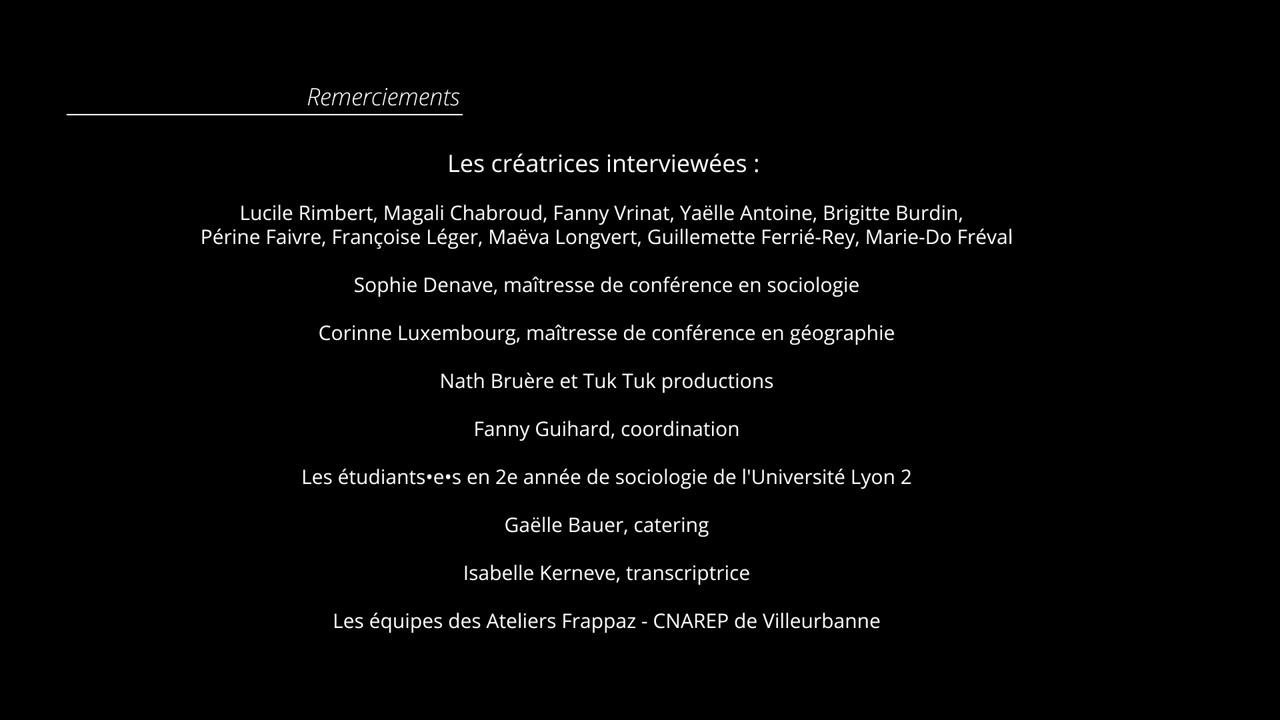 Remerciements
Les créatrices interviewées :
Lucile Rimbert, Magali Chabroud, Fanny Vrinat, Yaëlle Antoine, Brigitte Burdin,
Périne Faivre, Françoise Léger, Maëva Longvert, Guillemette Ferrié-Rey, Marie-Do Fréval
Sophie Denave, maîtresse de conférence en sociologie
Corinne Luxembourg, maîtresse de conférence en géographie
Nath Bruère et Tuk Tuk productions
Fanny Guihard, coordination
Les étudiants•e•s en 2e année de sociologie de l'Université Lyon 2
Gaëlle Bauer, catering
Isabelle Kerneve, transcriptrice
Les équipes des Ateliers Frappaz - CNAREP de Villeurbanne